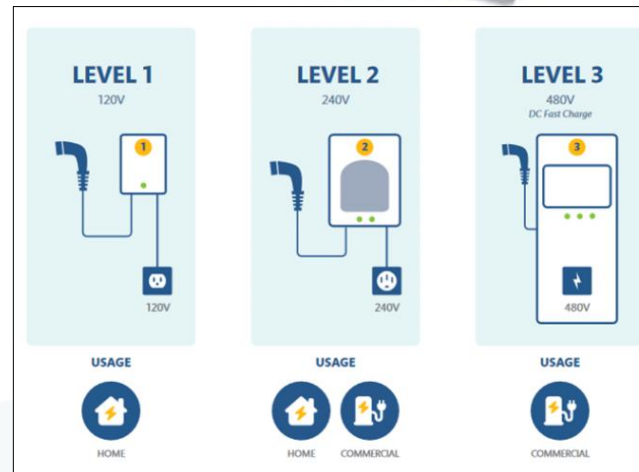 LEVEL 1
120V
1
120V
USAGE
HOME
LEVEL 2
240V
2
240V
USAGE
HOME
COMMERCIAL
LEVEL 3
480V
DC Fast Charge
3
480V
USAGE
COMMERCIAL